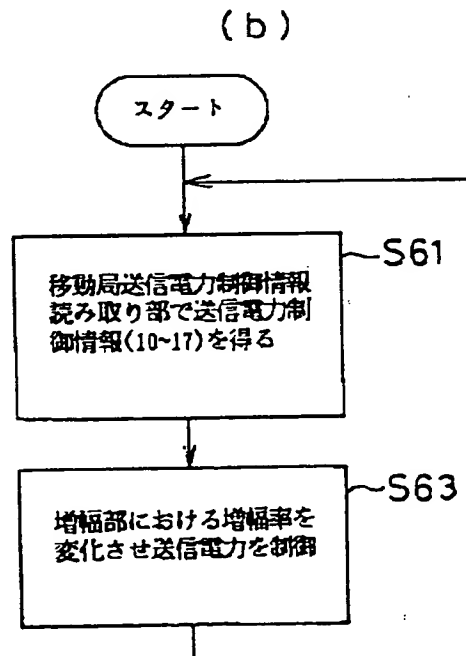 (b)
スタート
S61
移動局送信電力制御情報
読み取り部で送信電力制
御情報(10~17)を得る
S63
増幅部における増幅率を
変化させ送信電力を制御